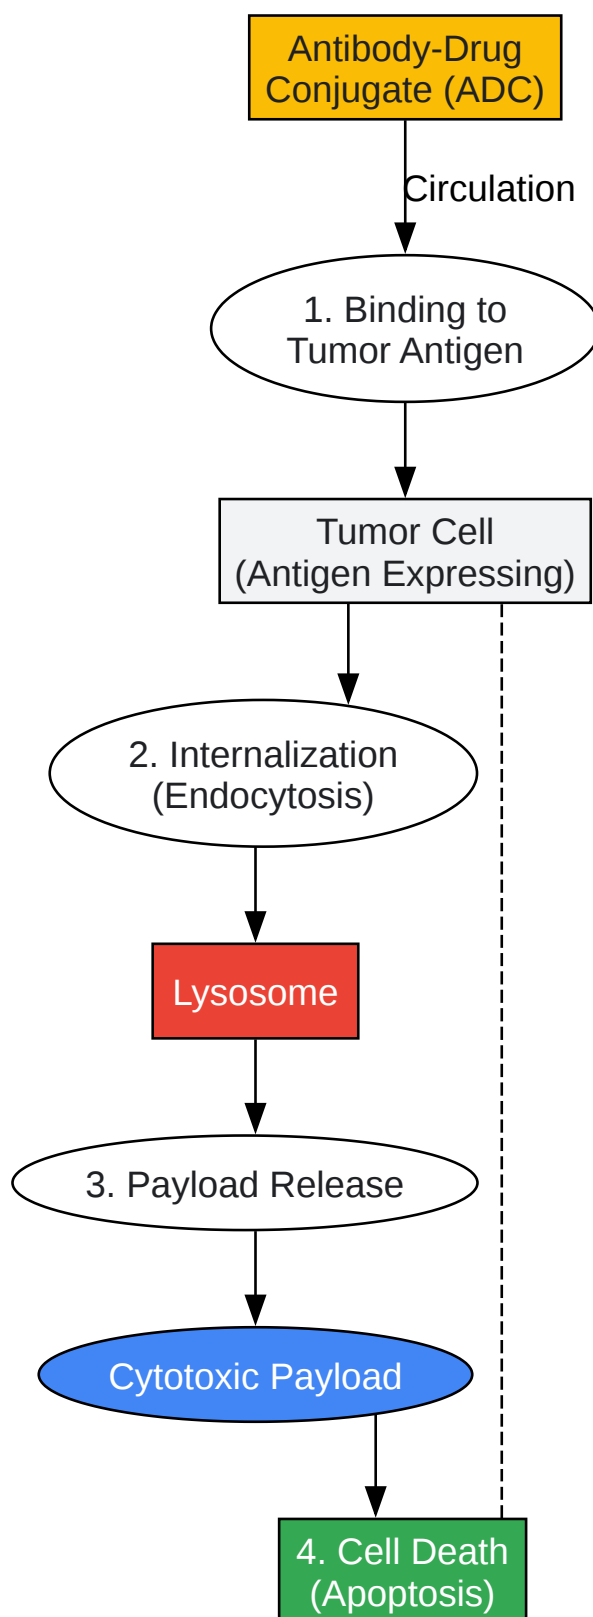 Antibody-Drug
Conjugate (ADC)
Circulation
1. Binding to
Tumor Antigen
Tumor Cell
(Antigen Expressing)
2. Internalization
(Endocytosis)
Lysosome
3. Payload Release
Cytotoxic Payload
4. Cell Death
(Apoptosis)